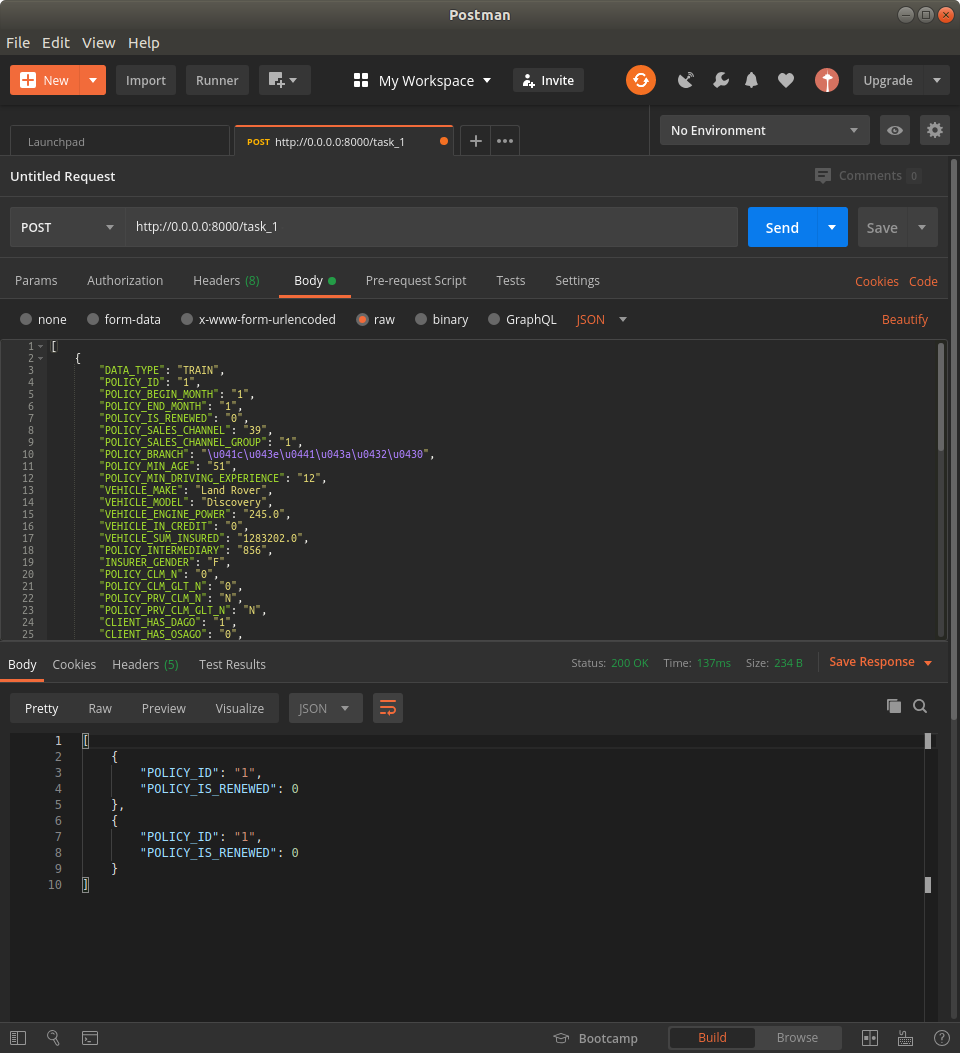 Postman
File Edit View Help
New Import Runner My Workspace Invite Upgrade
Launchpad POST http://0.0.0.0:8000/task_1 No Environment
Untitled Request Comments 0
POST http://0.0.0.0:8000/task_1 Send Save
Params Authorization Headers (8) Body Pre-request Script Tests Settings Cookies Code
none form-data x-www-form-urlencoded raw binary GraphQL JSON Beautify
1 [
2 {
3 "DATA_TYPE": "TRAIN",
4 "POLICY_ID": "1",
5 "POLICY_BEGIN_MONTH": "1",
6 "POLICY_END_MONTH": "1",
7 "POLICY_IS_RENEWED": "0",
8 "POLICY_SALES_CHANNEL": "39",
9 "POLICY_SALES_CHANNEL_GROUP": "1",
10 "POLICY_BRANCH": "\u041c\u043e\u0441\u043a\u0432\u0430",
11 "POLICY_MIN_AGE": "51",
12 "POLICY_MIN_DRIVING_EXPERIENCE": "12",
13 "VEHICLE_MAKE": "Land Rover",
14 "VEHICLE_MODEL": "Discovery",
15 "VEHICLE_ENGINE_POWER": "245.0",
16 "VEHICLE_IN_CREDIT": "0",
17 "VEHICLE_SUM_INSURED": "1283202.0",
18 "POLICY_INTERMEDIARY": "856",
19 "INSURER_GENDER": "F",
20 "POLICY_CLM_N": "0",
21 "POLICY_CLM_GLT_N": "0",
22 "POLICY_PRV_CLM_N": "N",
23 "POLICY_PRV_CLM_GLT_N": "N",
24 "CLIENT_HAS_DAGO": "1",
25 "CLIENT_HAS_OSAGO": "0",
Body Cookies Headers (5) Test Results Status: 200 OK Time: 137ms Size: 234 B Save Response
Pretty Raw Preview Visualize JSON
1 [
2 {
3 "POLICY_ID": "1",
4 "POLICY_IS_RENEWED": 0
5 },
6 {
7 "POLICY_ID": "1",
8 "POLICY_IS_RENEWED": 0
9 }
10 ]
Bootcamp Build Browse